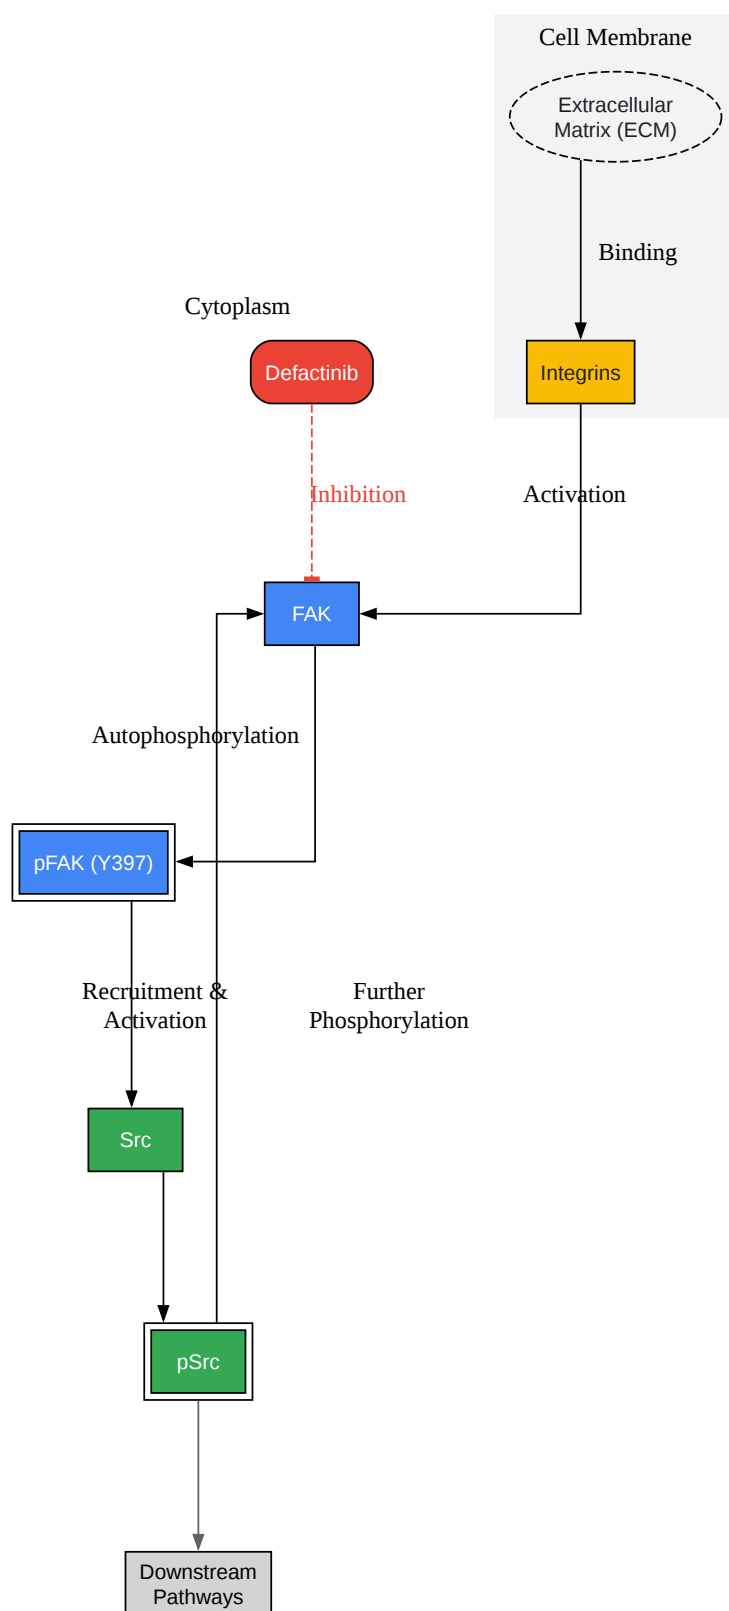 Cell Membrane
Extracellular
Matrix (ECM)
Binding
Cytoplasm
Defactinib
Integrins
Inhibition
Activation
FAK
Autophosphorylation
pFAK (Y397)
Recruitment &
Activation
Further
Phosphorylation
Src
pSrc
Downstream
Pathways